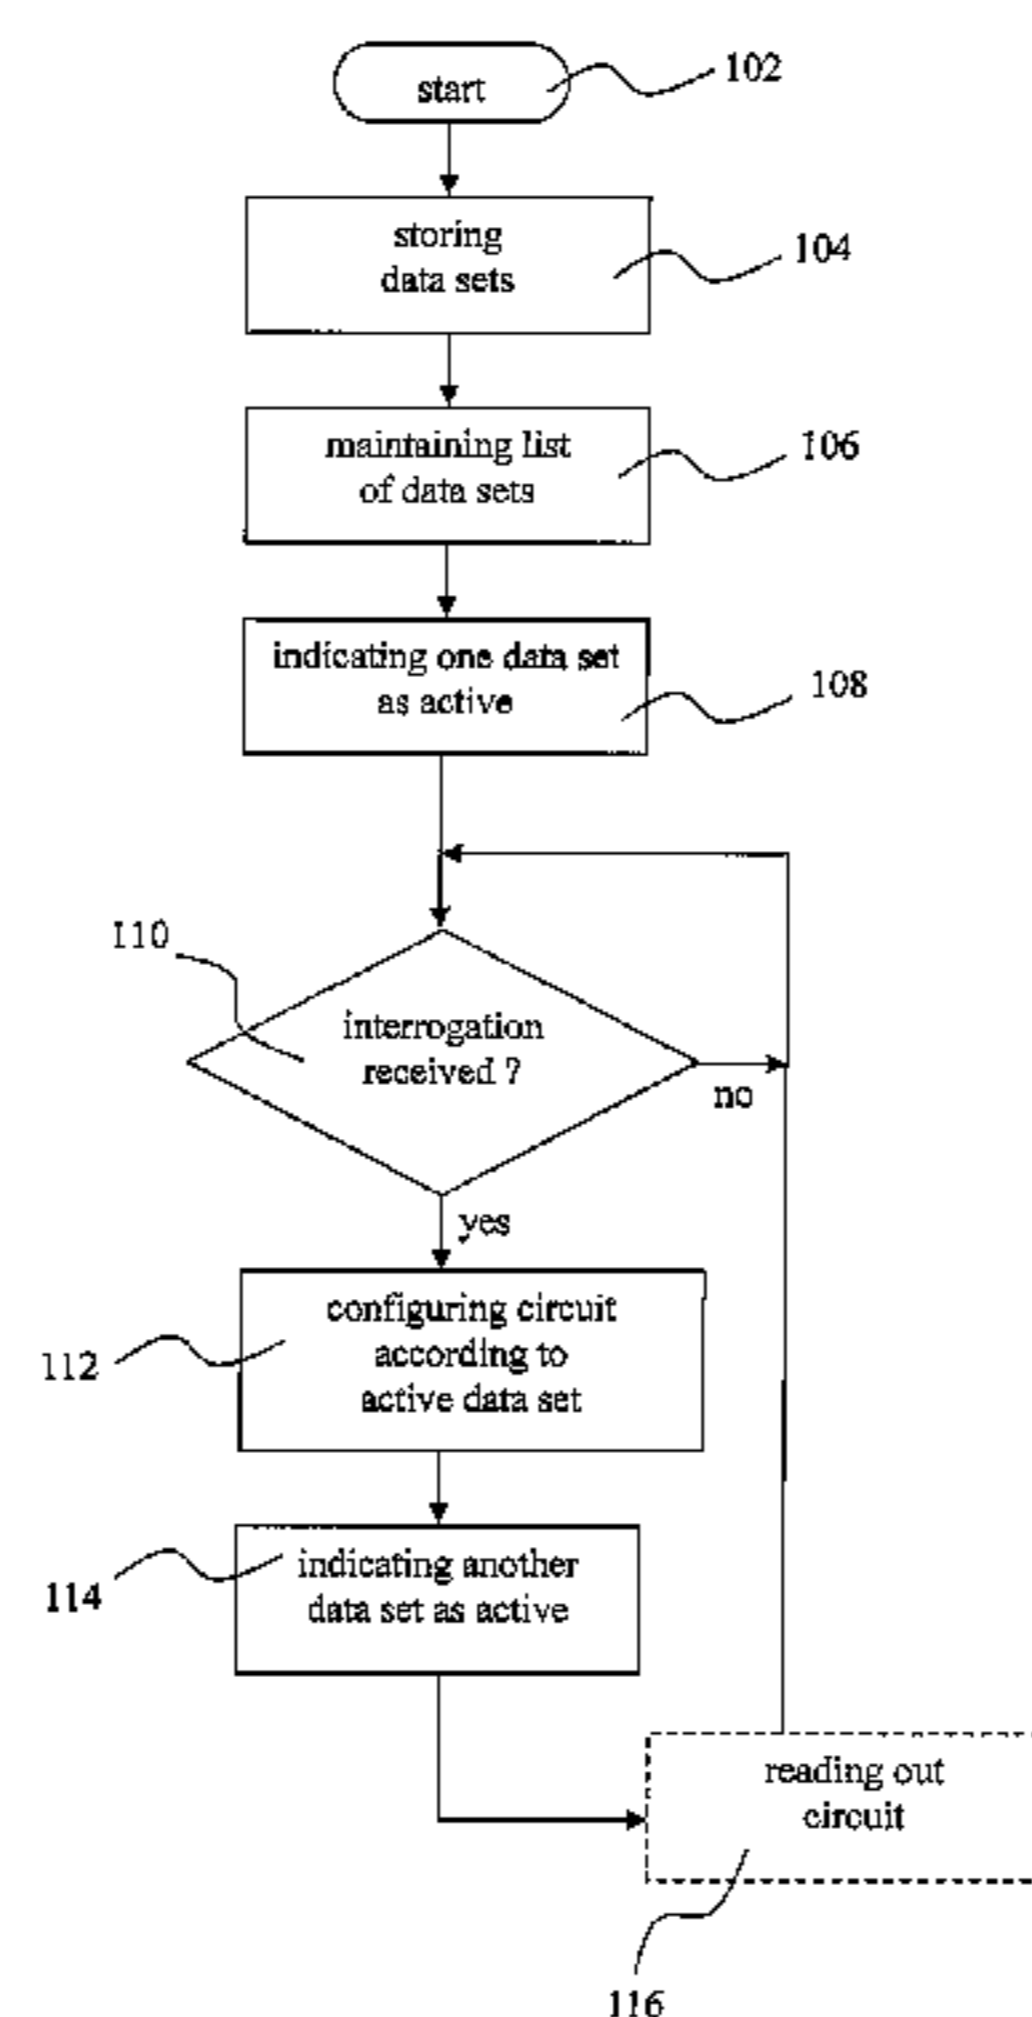 start
102
storing
data sets
104
maintaining list
of data sets
106
indicating one data set
as active
108
110
interrogation
received ?
no
yes
configuring circuit
according to
active data set
112
indicating another
data set as active
114
reading out
circuit
116